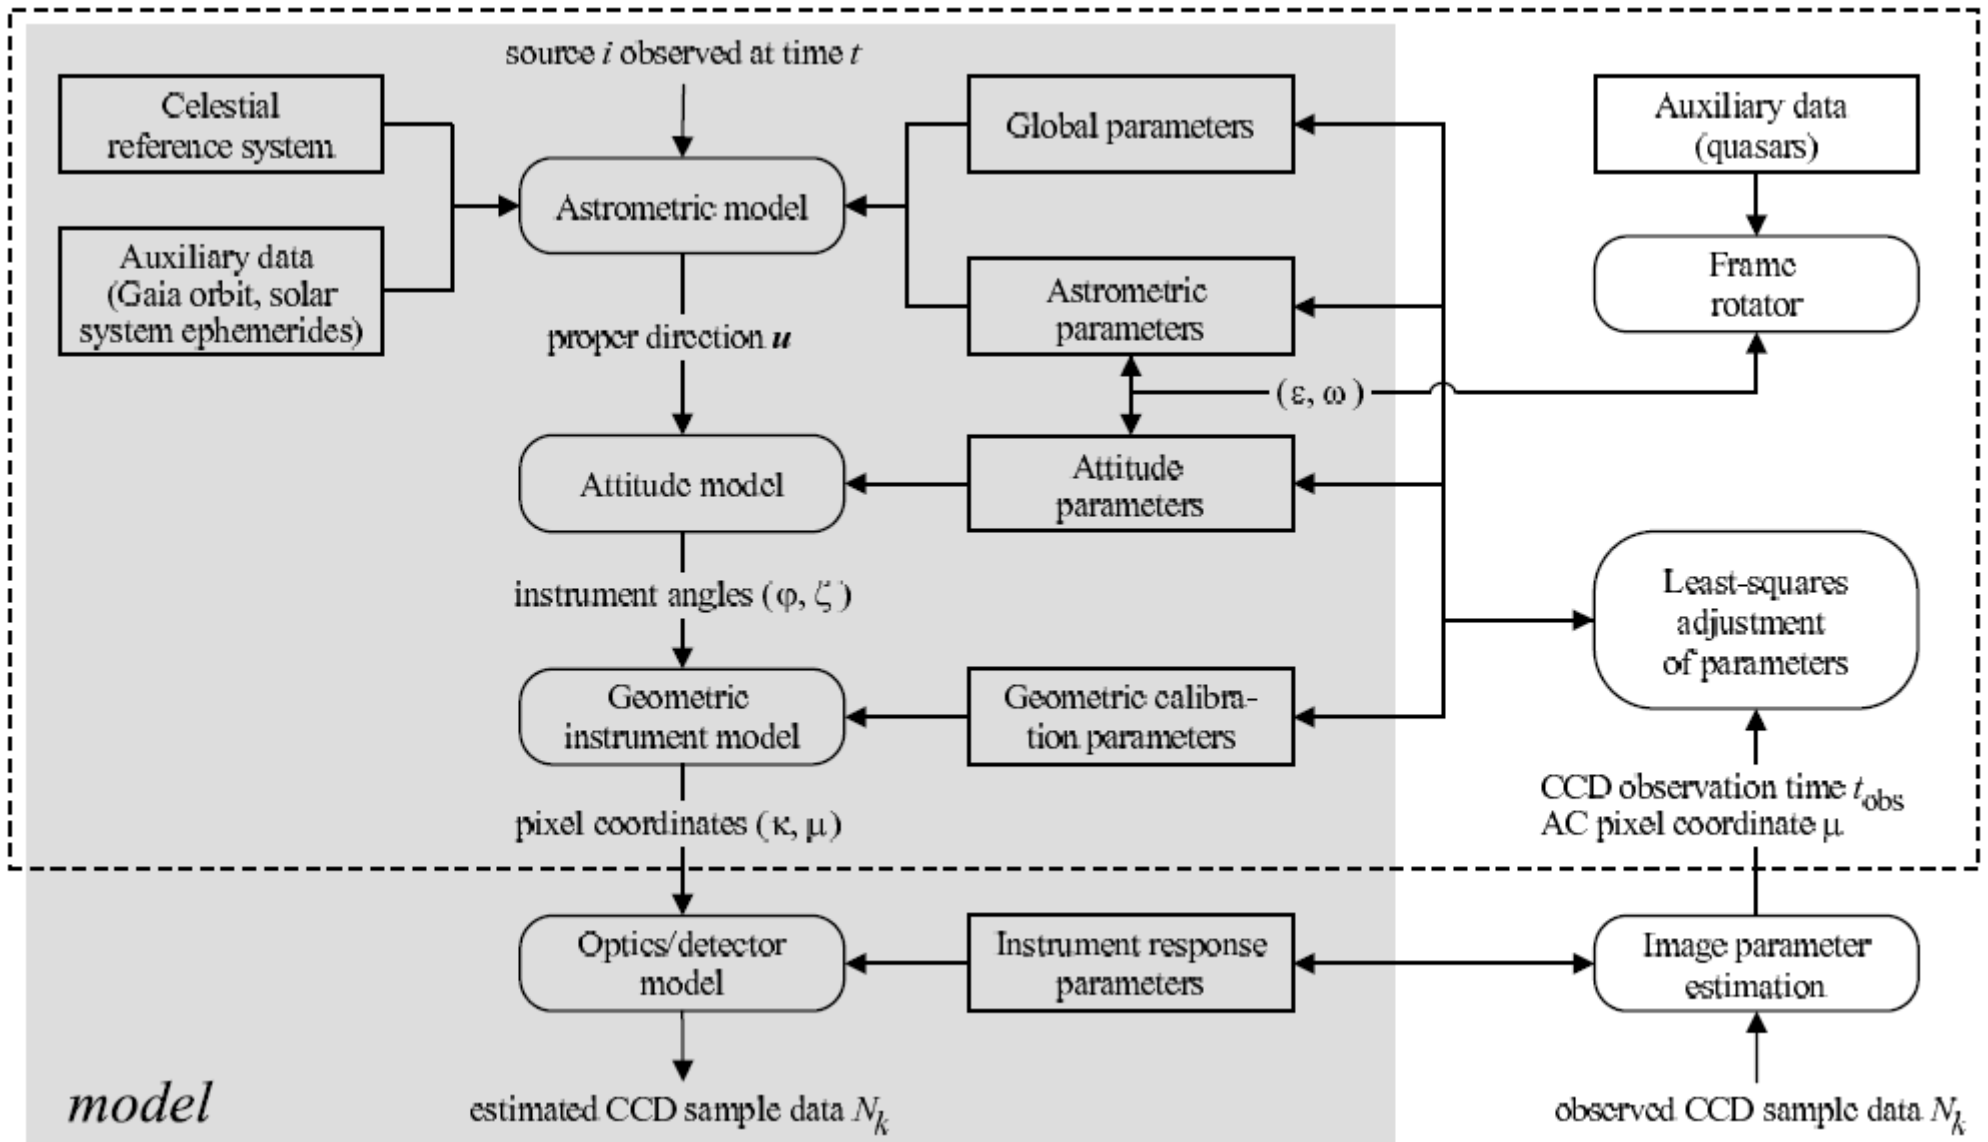 source i observed at time t
Celestial
reference system
Auxiliary data
(Gaia orbit, solar
system ephemerides)
Astrometric model
Global parameters
Astrometric
parameters
Auxiliary data
(quasars)
Frame
rotator
proper direction u
(ε, ω)
Attitude model
Attitude
parameters
instrument angles (φ, ζ)
Least-squares
adjustment
of parameters
Geometric
instrument model
Geometric calibra-
tion parameters
pixel coordinates (κ, μ)
CCD observation time tobs
AC pixel coordinate μ
Optics/detector
model
Instrument response
parameters
Image parameter
estimation
model
estimated CCD sample data Nk
observed CCD sample data Nk